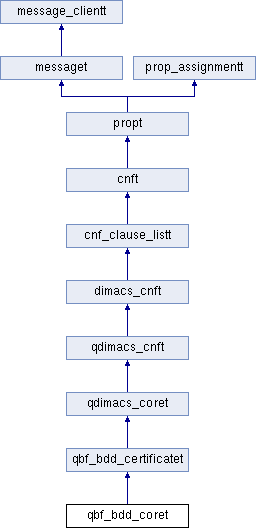 message_clientt
messaget
prop_assignmentt
propt
cnft
cnf_clause_listt
dimacs_cnft
qdimacs_cnft
qdimacs_coret
qbf_bdd_certificatet
qbf_bdd_coret